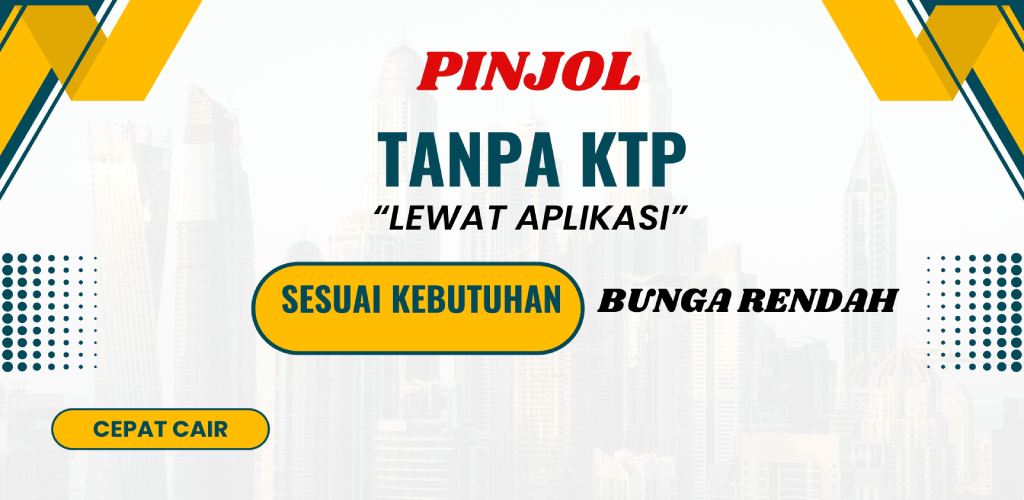 PINJOL
TANPA KTP
“LEWAT APLIKASI”
SESUAI KEBUTUHAN
BUNGA RENDAH
CEPAT CAIR